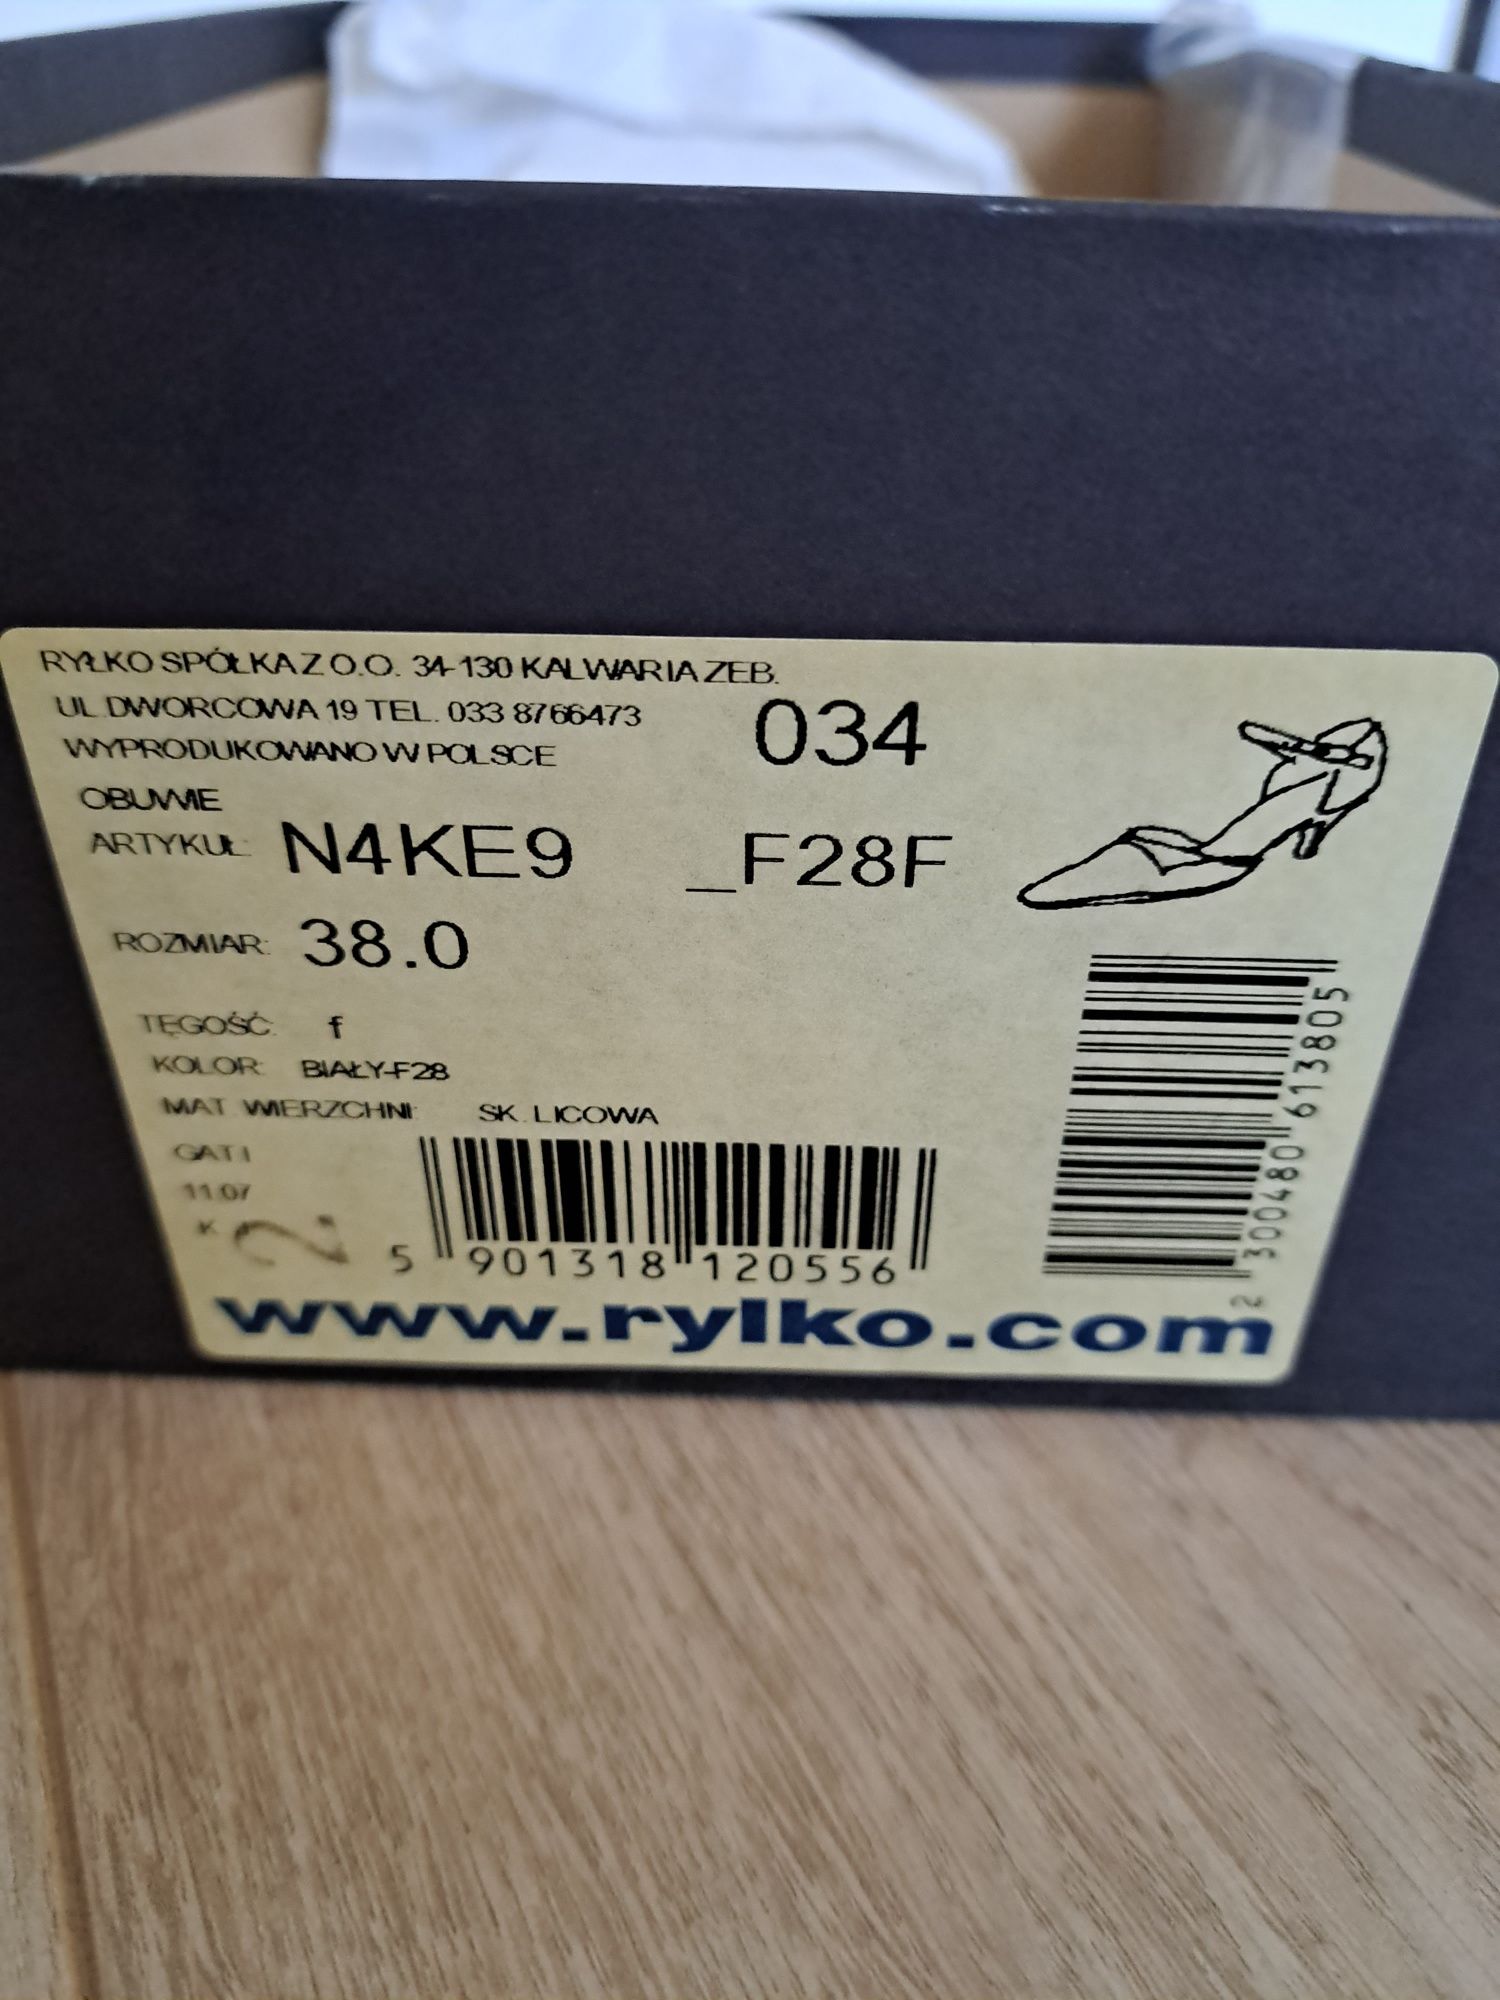 RYŁKO SPÓŁKA Z O.O. 34-130 KALWARIA ZEB.
UL DWORCOWA 19 TEL. 033 8766473
WYPRODUKOWANO W POLSCE
034
OBUWIE
ARTYKUŁ: N4KE9 _F28F
ROZMIAR: 38.0
TĘGOŚĆ: f
KOLOR: BIAŁY-F28
MAT. WIERZCHNI: SK. LICOWA
GAT I
11.07
K 2
5 901318 120556
2 300480 613805
www.rylko.com